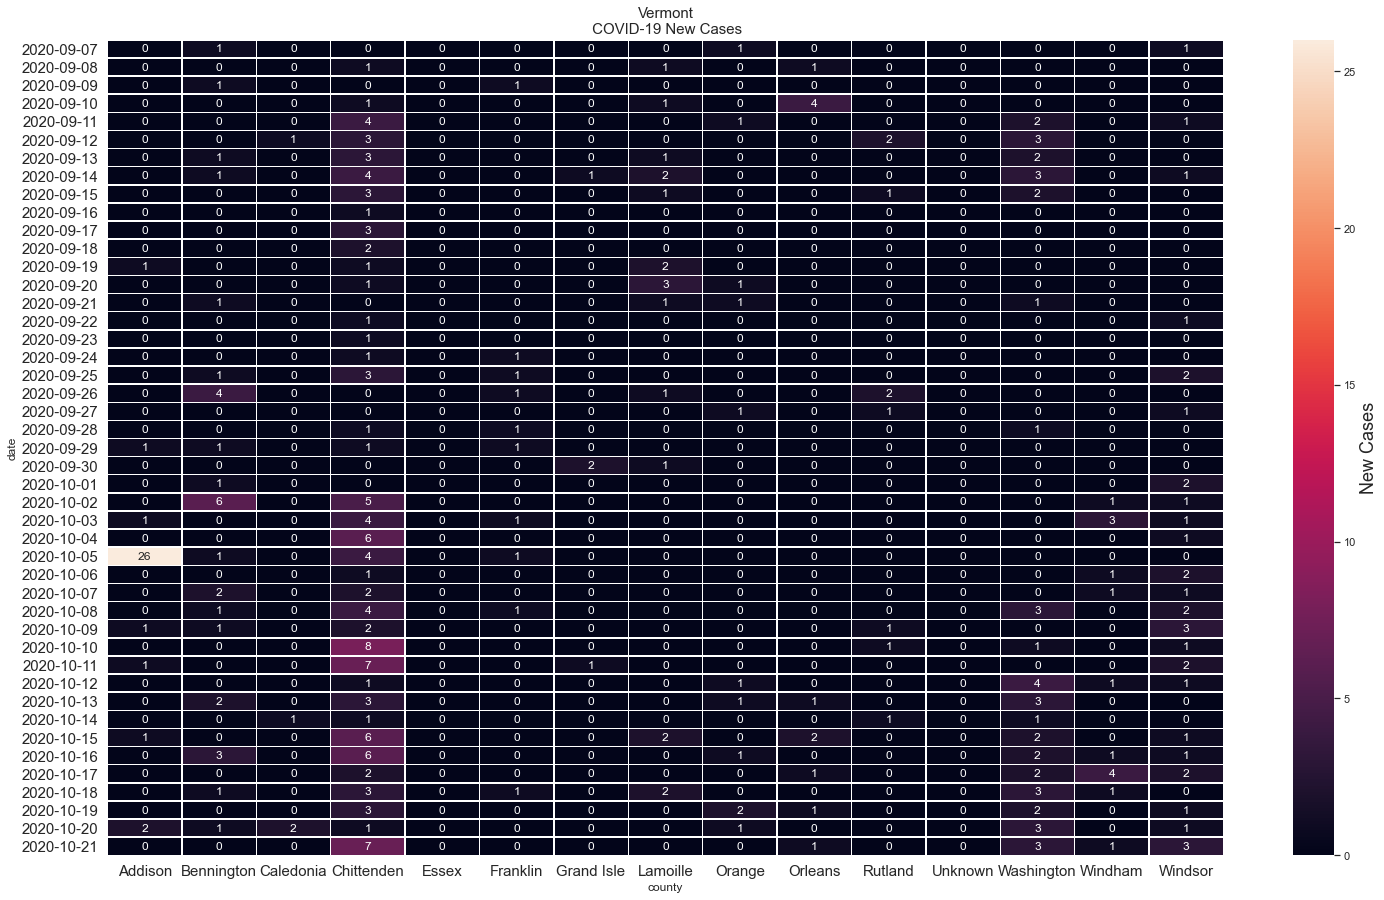 Vermont
COVID-19 New Cases
2020-09-07 0 1 0 0 0 0 0 0 1 0 0 0 0 0 1
2020-09-08 0 0 0 1 0 0 0 1 0 1 0 0 0 0 0
2020-09-09 0 1 0 0 0 1 0 0 0 0 0 0 0 0 0
2020-09-10 0 0 0 1 0 0 0 1 0 4 0 0 0 0 0
2020-09-11 0 0 0 4 0 0 0 0 1 0 0 0 2 0 1
2020-09-12 0 0 1 3 0 0 0 0 0 0 2 0 3 0 0
2020-09-13 0 1 0 3 0 0 0 1 0 0 0 0 2 0 0
2020-09-14 0 1 0 4 0 0 1 2 0 0 0 0 3 0 1
2020-09-15 0 0 0 3 0 0 0 1 0 0 1 0 2 0 0
2020-09-16 0 0 0 1 0 0 0 0 0 0 0 0 0 0 0
2020-09-17 0 0 0 3 0 0 0 0 0 0 0 0 0 0 0
2020-09-18 0 0 0 2 0 0 0 0 0 0 0 0 0 0 0
2020-09-19 1 0 0 1 0 0 0 2 0 0 0 0 0 0 0
2020-09-20 0 0 0 1 0 0 0 3 1 0 0 0 0 0 0
2020-09-21 0 1 0 0 0 0 0 1 1 0 0 0 1 0 0
2020-09-22 0 0 0 1 0 0 0 0 0 0 0 0 0 0 1
2020-09-23 0 0 0 1 0 0 0 0 0 0 0 0 0 0 0
2020-09-24 0 0 0 1 0 1 0 0 0 0 0 0 0 0 0
2020-09-25 0 1 0 3 0 1 0 0 0 0 0 0 0 0 2
2020-09-26 0 4 0 0 0 1 0 1 0 0 2 0 0 0 0
2020-09-27 0 0 0 0 0 0 0 0 1 0 1 0 0 0 1
2020-09-28 0 0 0 1 0 1 0 0 0 0 0 0 1 0 0
2020-09-29 1 1 0 1 0 1 0 0 0 0 0 0 0 0 0
2020-09-30 0 0 0 0 0 0 2 1 0 0 0 0 0 0 0
2020-10-01 0 1 0 0 0 0 0 0 0 0 0 0 0 0 2
2020-10-02 0 6 0 5 0 0 0 0 0 0 0 0 0 1 1
2020-10-03 1 0 0 4 0 1 0 0 0 0 0 0 0 3 1
2020-10-04 0 0 0 6 0 0 0 0 0 0 0 0 0 0 1
2020-10-05 26 1 0 4 0 1 0 0 0 0 0 0 0 0 0
2020-10-06 0 0 0 1 0 0 0 0 0 0 0 0 0 1 2
2020-10-07 0 2 0 2 0 0 0 0 0 0 0 0 0 1 1
2020-10-08 0 1 0 4 0 1 0 0 0 0 0 0 3 0 2
2020-10-09 1 1 0 2 0 0 0 0 0 0 1 0 0 0 3
2020-10-10 0 0 0 8 0 0 0 0 0 0 1 0 1 0 1
2020-10-11 1 0 0 7 0 0 1 0 0 0 0 0 0 0 2
2020-10-12 0 0 0 1 0 0 0 0 1 0 0 0 4 1 1
2020-10-13 0 2 0 3 0 0 0 0 1 1 0 0 3 0 0
2020-10-14 0 0 1 1 0 0 0 0 0 0 1 0 1 0 0
2020-10-15 1 0 0 6 0 0 0 2 0 2 0 0 2 0 1
2020-10-16 0 3 0 6 0 0 0 0 1 0 0 0 2 1 1
2020-10-17 0 0 0 2 0 0 0 0 0 1 0 0 2 4 2
2020-10-18 0 1 0 3 0 1 0 2 0 0 0 0 3 1 0
2020-10-19 0 0 0 3 0 0 0 0 2 1 0 0 2 0 1
2020-10-20 2 1 2 1 0 0 0 0 1 0 0 0 3 0 1
2020-10-21 0 0 0 7 0 0 0 0 0 1 0 0 3 1 3
date
Addison Bennington Caledonia Chittenden Essex Franklin Grand Isle Lamoille Orange Orleans Rutland Unknown Washington Windham Windsor
county
25
20
15
10
5
0
New Cases